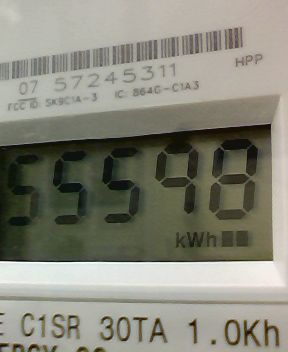 07 57245311
HPP
FCC ID: SK9C1A-3 IC: 864G-C1A3
55598
kWh
C1SR 30TA 1.0Kh